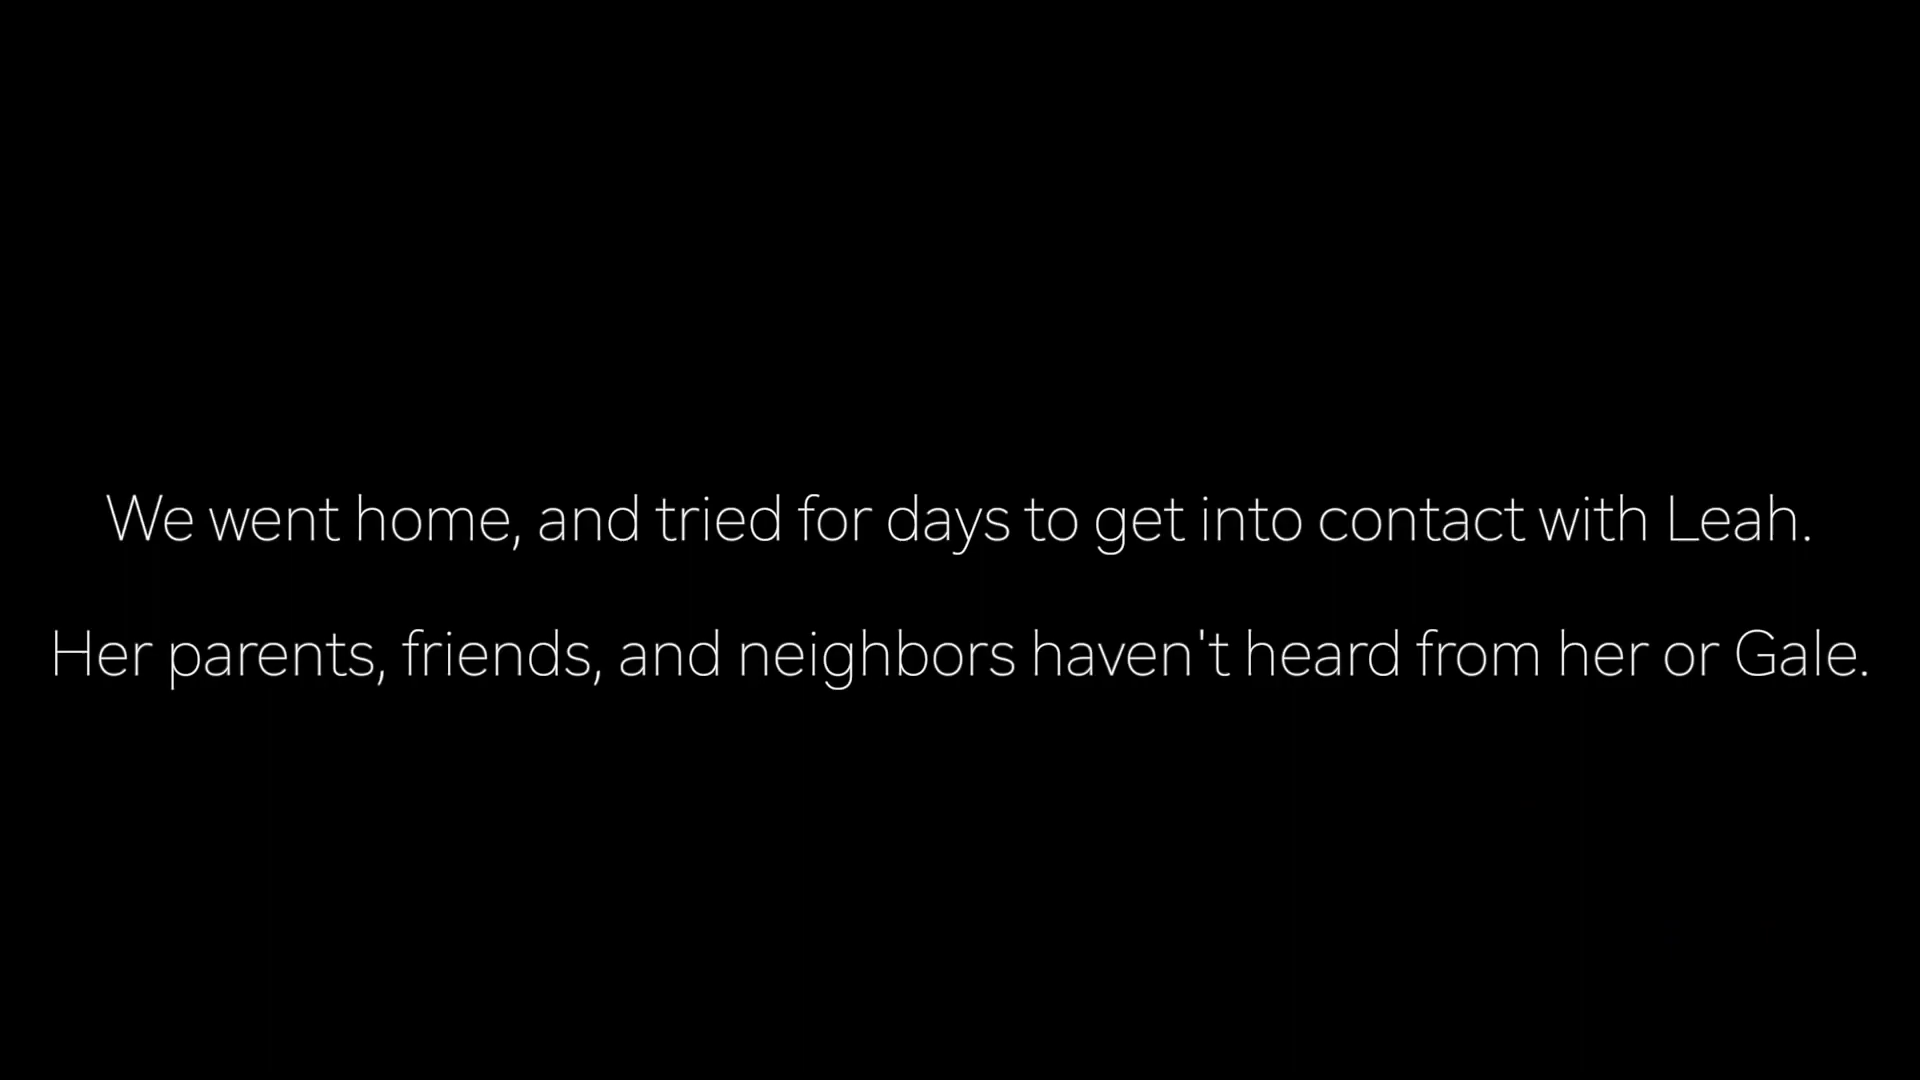 We went home, and tried for days to get into contact with Leah.
Her parents, friends, and neighbors haven't heard from her or Gale.